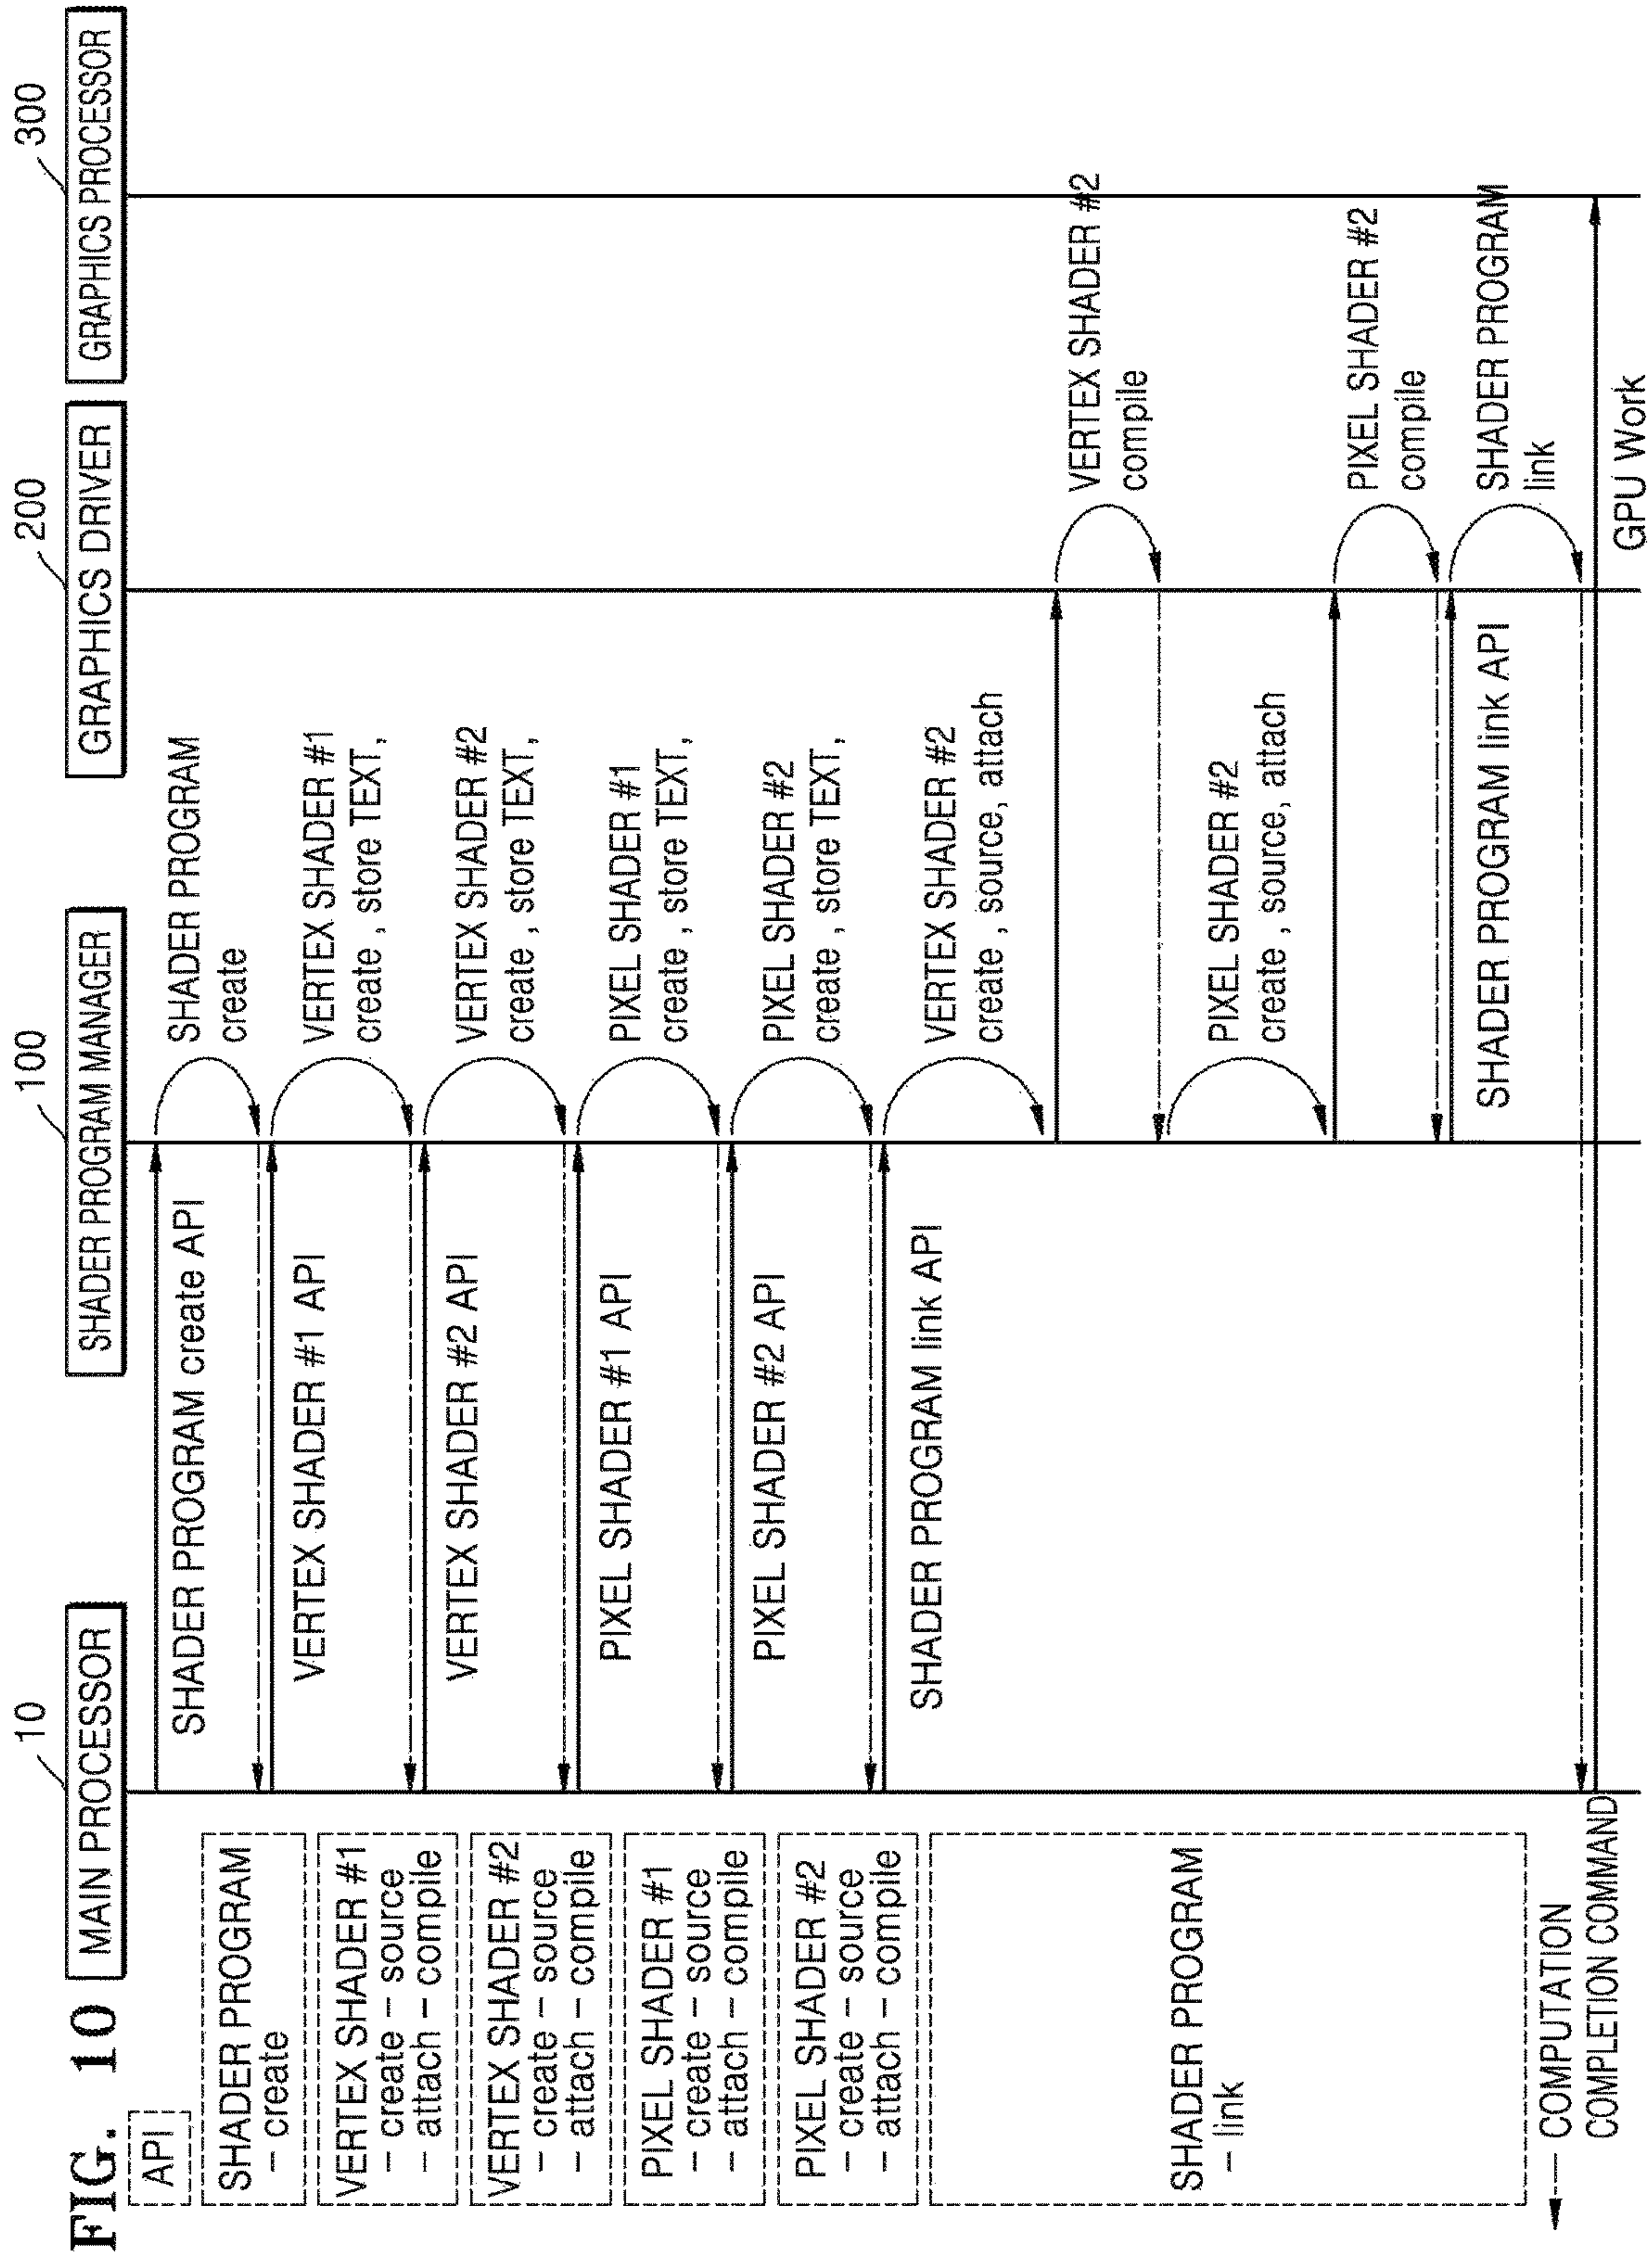 FIG. 10
10
100
200
300
MAIN PROCESSOR
SHADER PROGRAM MANAGER
GRAPHICS DRIVER
GRAPHICS PROCESSOR
API
SHADER PROGRAM
– create
SHADER PROGRAM create API
SHADER PROGRAM
create
VERTEX SHADER #1
– create – source
– attach – compile
VERTEX SHADER #1 API
VERTEX SHADER #1
create , store TEXT,
VERTEX SHADER #2
– create – source
– attach – compile
VERTEX SHADER #2 API
VERTEX SHADER #2
create , store TEXT,
PIXEL SHADER #1
– create – source
– attach – compile
PIXEL SHADER #1 API
PIXEL SHADER #1
create , store TEXT,
PIXEL SHADER #2
– create – source
– attach – compile
PIXEL SHADER #2 API
PIXEL SHADER #2
create , store TEXT,
SHADER PROGRAM
– link
SHADER PROGRAM link API
VERTEX SHADER #2
create , source, attach
VERTEX SHADER #2
compile
PIXEL SHADER #2
create , source, attach
PIXEL SHADER #2
compile
SHADER PROGRAM link API
SHADER PROGRAM
link
GPU Work
COMPUTATION
COMPLETION COMMAND